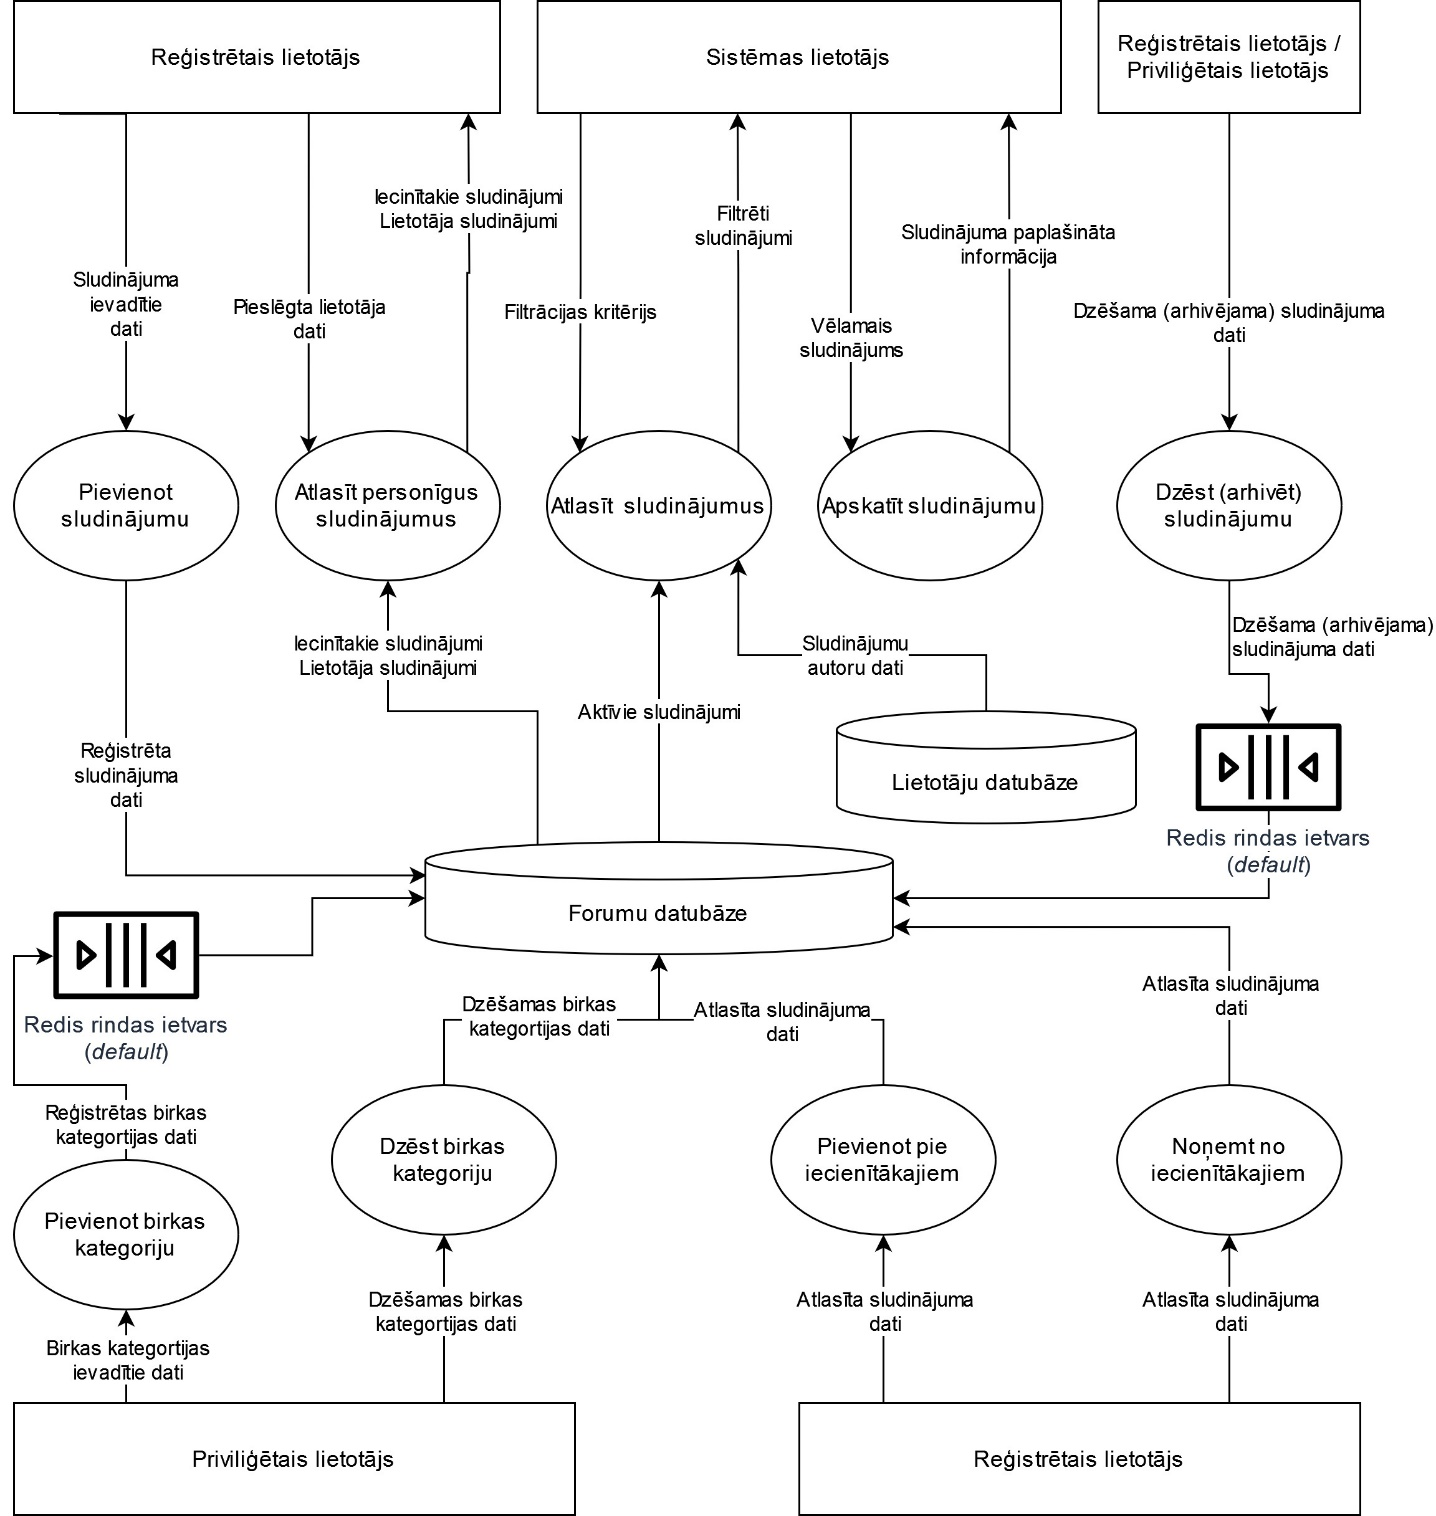 Reģistrētais lietotājs
Sistēmas lietotājs
Reģistrētais lietotājs /
Priviliģētais lietotājs
Iecinītakie sludinājumi
Lietotāja sludinājumi
Filtrēti
sludinājumi
Sludinājuma paplašināta
informācija
Sludinājuma
ievadītie
dati
Pieslēgta lietotāja
dati
Filtrācijas kritērijs
Vēlamais
sludinājums
Dzēšama (arhivējama) sludinājuma
dati
Pievienot
sludinājumu
Atlasīt personīgus
sludinājumus
Atlasīt  sludinājumus
Apskatīt sludinājumu
Dzēst (arhivēt)
sludinājumu
Iecinītakie sludinājumi
Lietotāja sludinājumi
Sludinājumu
autoru dati
Dzēšama (arhivējama)
sludinājuma dati
Aktīvie sludinājumi
Reģistrēta
sludinājuma
dati
Lietotāju datubāze
Redis rindas ietvars
(default)
Forumu datubāze
Redis rindas ietvars
(default)
Dzēšamas birkas
kategortijas dati
Atlasīta sludinājuma
dati
Atlasīta sludinājuma
dati
Reģistrētas birkas
kategortijas dati
Dzēst birkas
kategoriju
Pievienot pie
iecienītākajiem
Noņemt no
iecienītākajiem
Pievienot birkas
kategoriju
Dzēšamas birkas
kategortijas dati
Atlasīta sludinājuma
dati
Atlasīta sludinājuma
dati
Birkas kategortijas
ievadītie dati
Priviliģētais lietotājs
Reģistrētais lietotājs